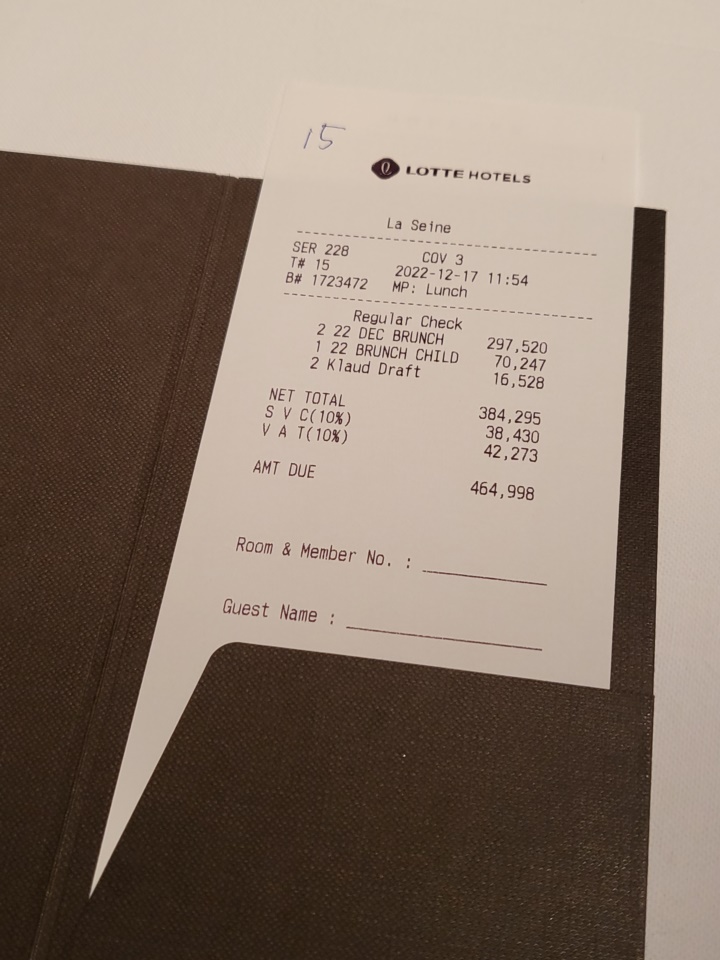 15
LOTTE HOTELS
La Seine
SER 228 COV 3
T# 15 2022-12-17 11:54
B# 1723472 MP: Lunch
Regular Check
2 22 DEC BRUNCH 297,520
1 22 BRUNCH CHILD 70,247
2 Klaud Draft 16,528
NET TOTAL 384,295
S V C(10%) 38,430
V A T(10%) 42,273
AMT DUE 464,998
Room & Member No. :
Guest Name :